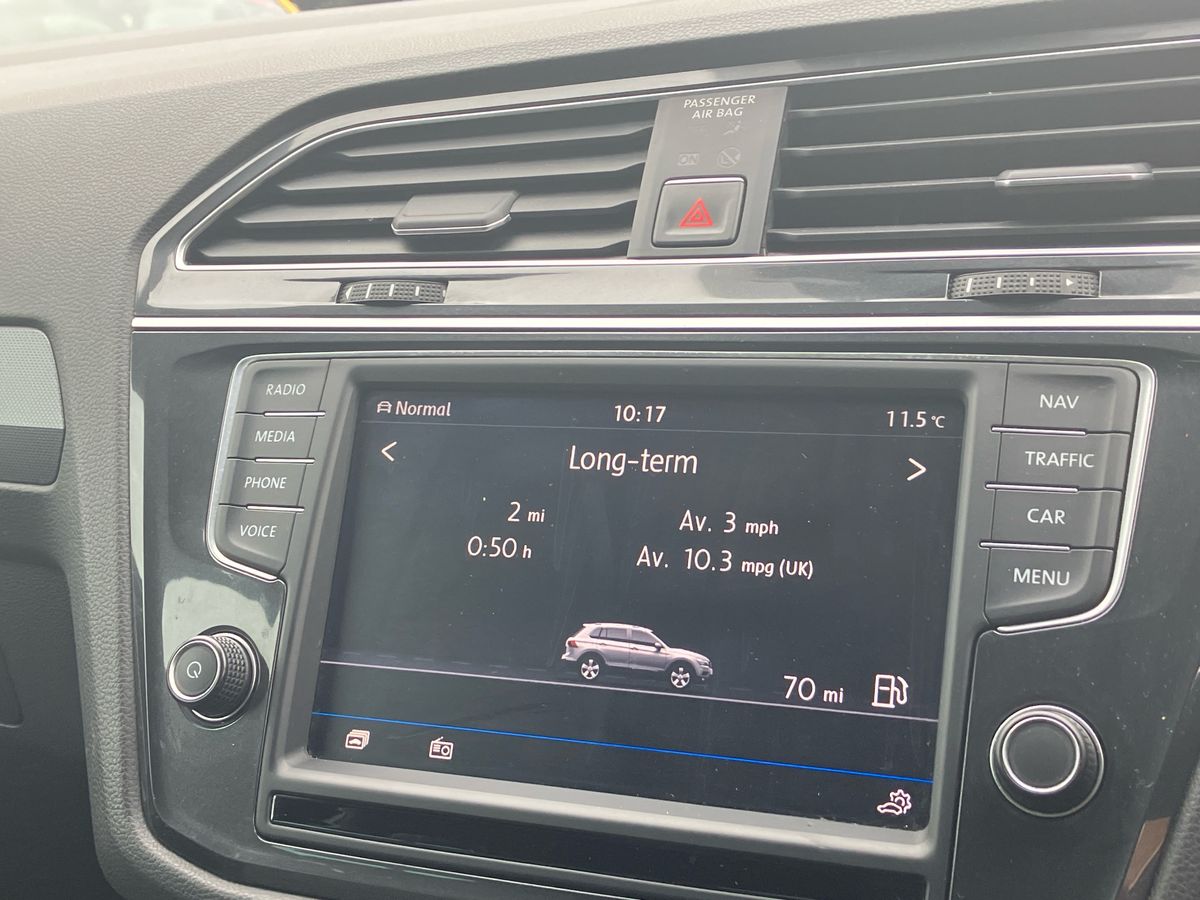 PASSENGER
AIR BAG
ON
RADIO
MEDIA
PHONE
VOICE
Normal
10:17
11.5 °C
<
Long-term
>
2 mi
Av. 3 mph
0:50 h
Av. 10.3 mpg (UK)
70 mi
NAV
TRAFFIC
CAR
MENU